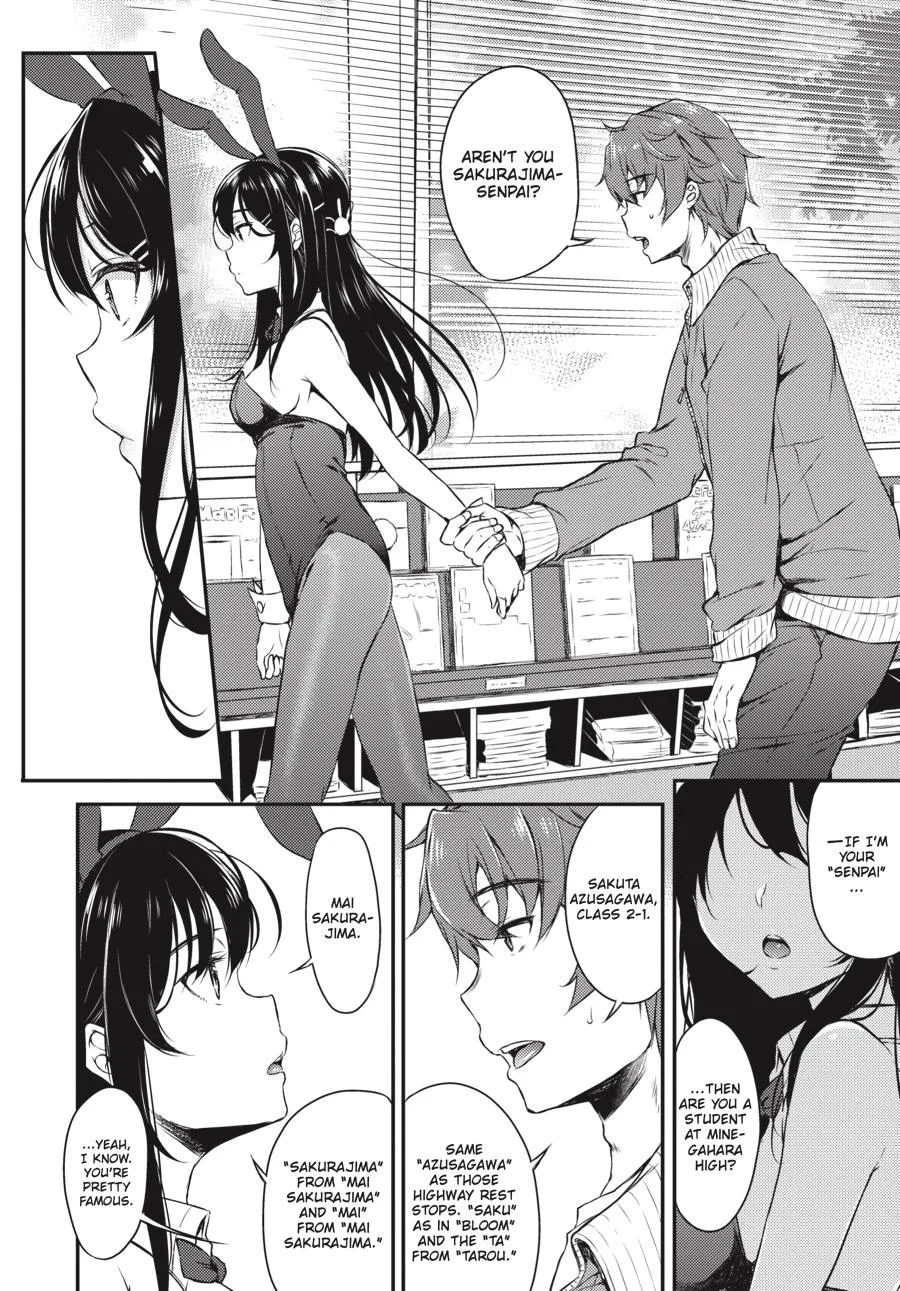 AREN'T YOU
SAKURAJIMA-
SENPAI?
—IF I'M
YOUR
"SENPAI"
...
...THEN
ARE YOU A
STUDENT
AT MINE-
GAHARA
HIGH?
SAKUTA
AZUSAGAWA,
CLASS 2-1.
SAME
"AZUSAGAWA"
AS THOSE
HIGHWAY REST
STOPS. "SAKU"
AS IN "BLOOM"
AND THE "TA"
FROM "TAROU."
MAI
SAKURA-
JIMA.
"SAKURAJIMA"
FROM "MAI
SAKURAJIMA"
AND "MAI"
FROM "MAI
SAKURAJIMA."
...YEAH,
I KNOW.
YOU'RE
PRETTY
FAMOUS.